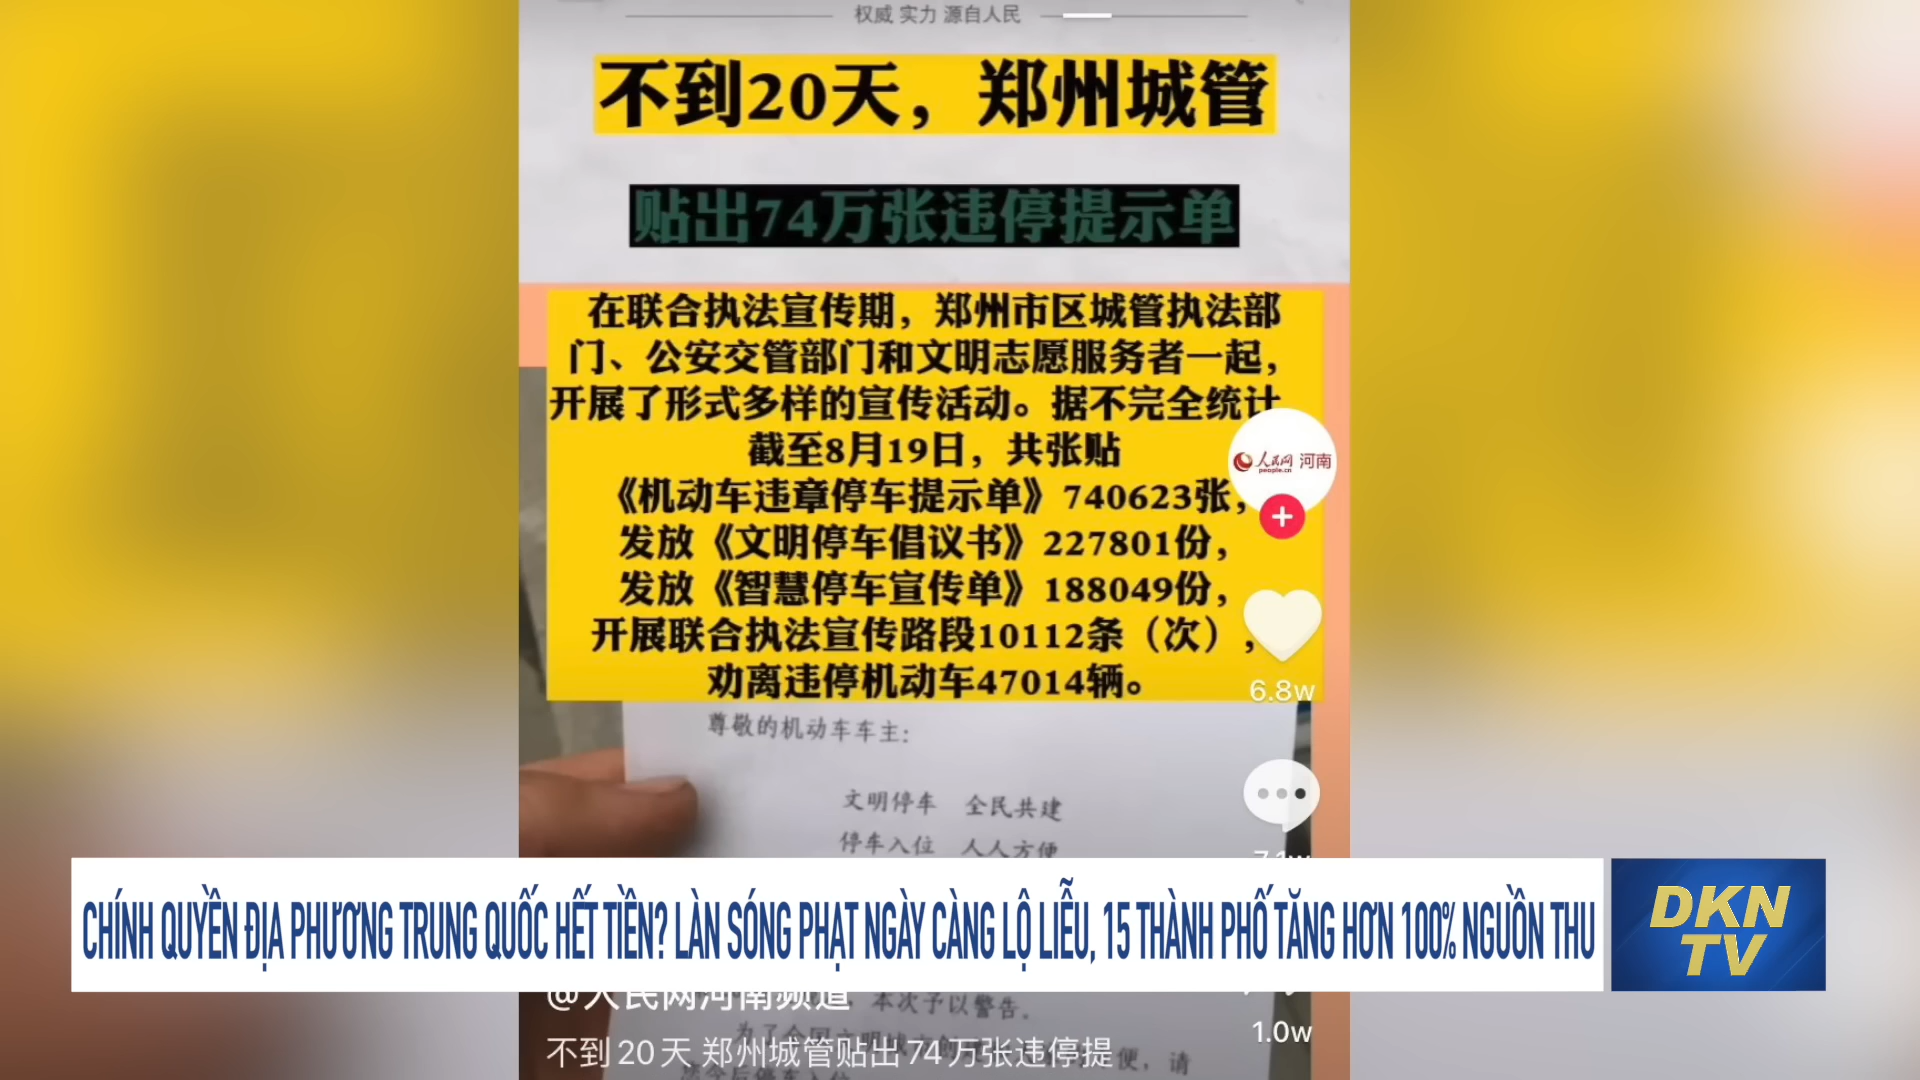 权威 实力 源自人民
不到20天，郑州城管
贴出74万张违停提示单
在联合执法宣传期，郑州市区城管执法部
门、公安交管部门和文明志愿服务者一起，
开展了形式多样的宣传活动。据不完全统计
截至8月19日，共张贴
《机动车违章停车提示单》740623张，
发放《文明停车倡议书》227801份，
发放《智慧停车宣传单》188049份，
开展联合执法宣传路段10112条（次），
劝离违停机动车47014辆。
人民网 河南
people.cn
6.8w
尊敬的机动车车主：
文明停车 全民共建
停车入位 人人方便
7.1w
CHÍNH QUYỀN ĐỊA PHƯƠNG TRUNG QUỐC HẾT TIỀN? LÀN SÓNG PHẠT NGÀY CÀNG LỘ LIỄU, 15 THÀNH PHỐ TĂNG HƠN 100% NGUỒN THU
DKN
TV
@人民网河南频道
本次予以警告。
1.0w
不到20天 郑州城管贴出74万张违停提
便，请